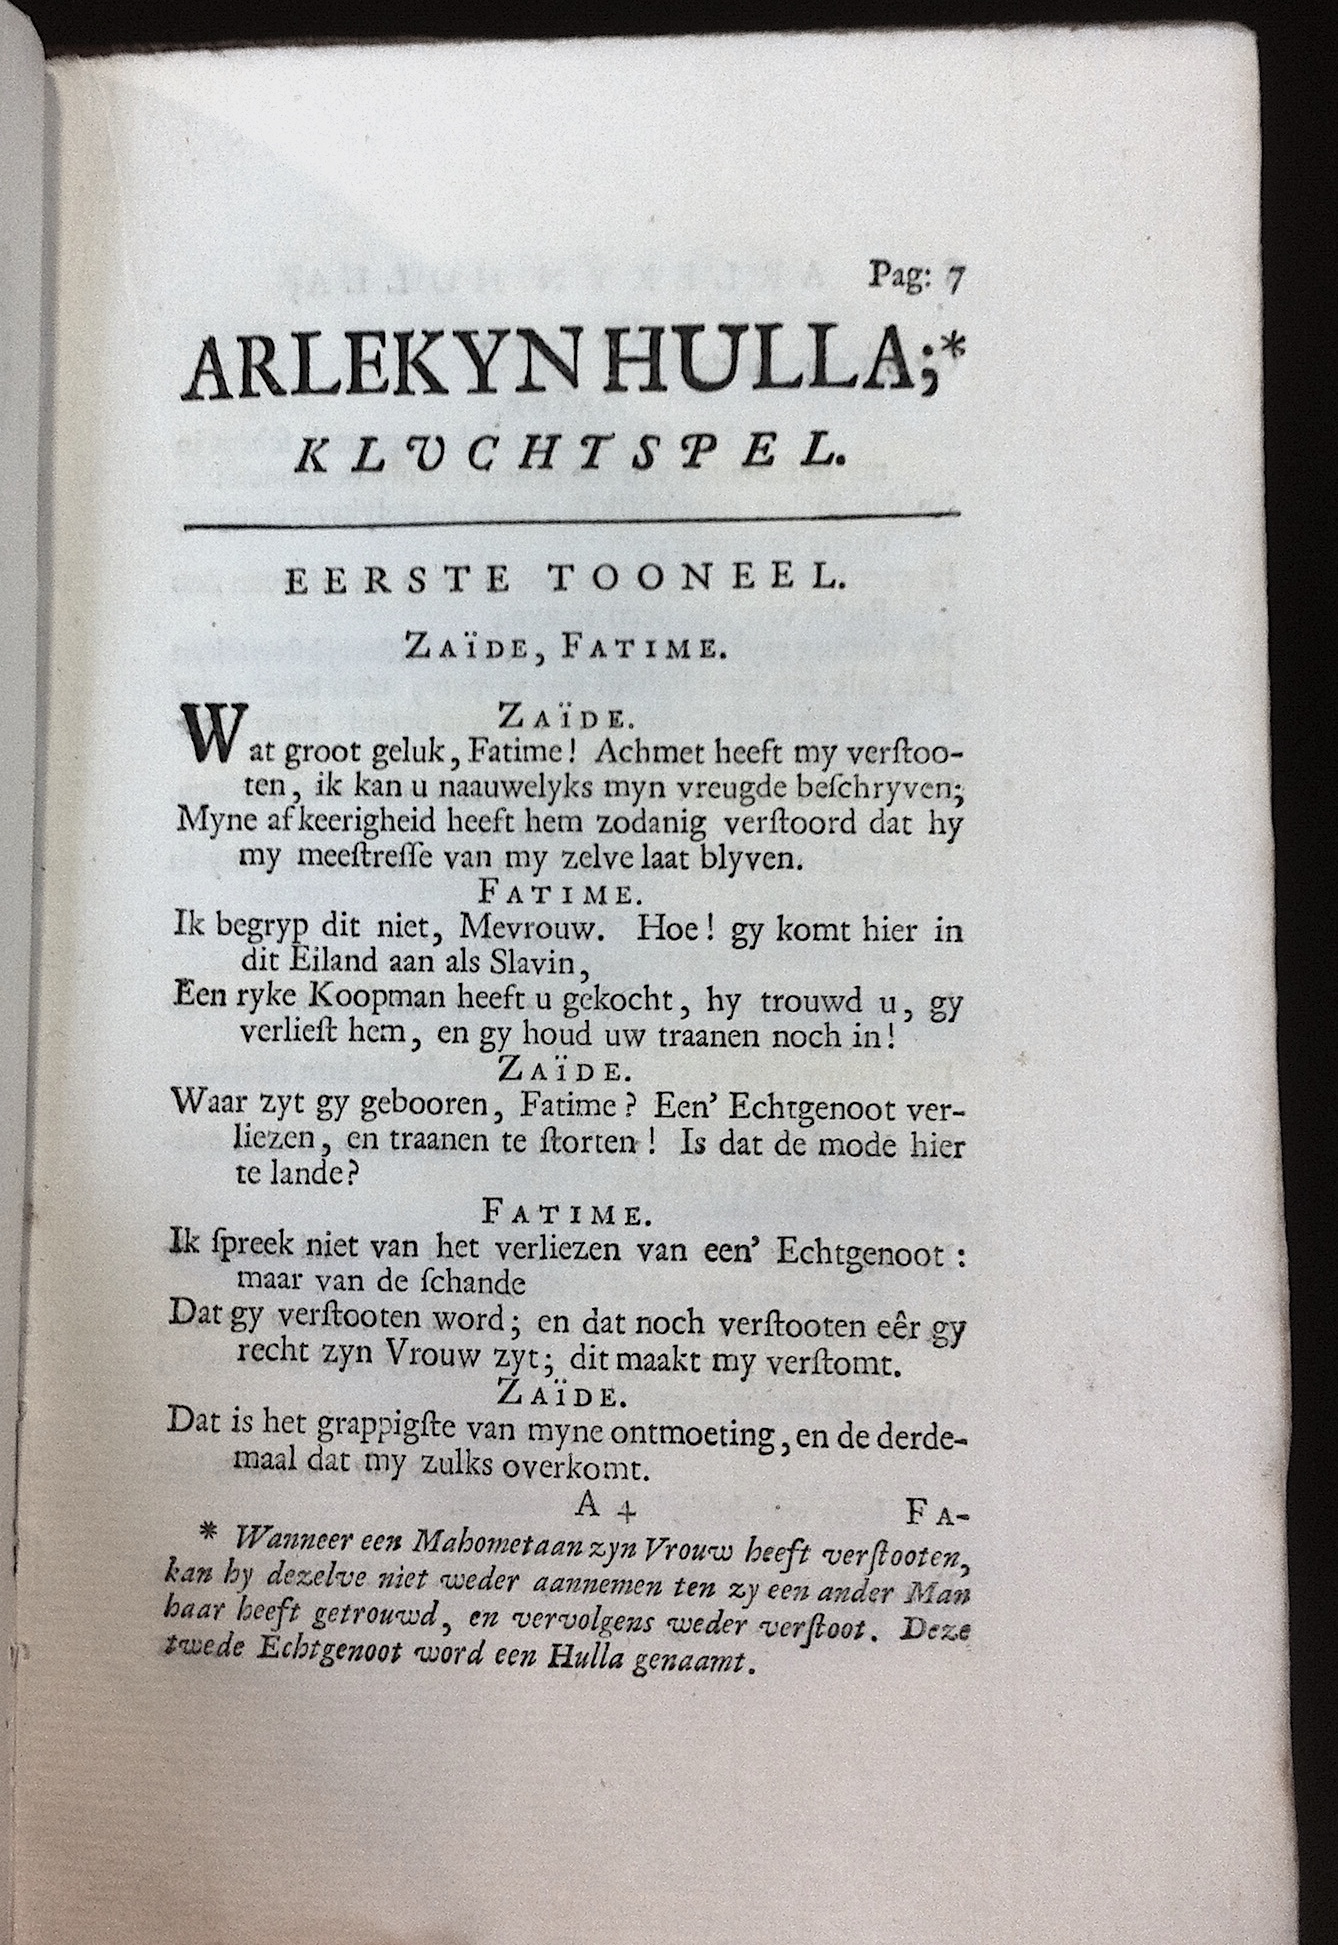 Pag: 7
ARLEKYN HULLA;*
KLUCHTSPEL.
EERSTE TOONEEL.
ZAÏDE, FATIME.
ZAÏDE.
Wat groot geluk, Fatime! Achmet heeft my verſtoo-
ten, ik kan u naauwelyks myn vreugde beſchryven;
Myne afkeerigheid heeft hem zodanig verſtoord dat hy
my meeſtreſſe van my zelve laat blyven.
FATIME.
Ik begryp dit niet, Mevrouw. Hoe! gy komt hier in
dit Eiland aan als Slavin,
Een ryke Koopman heeft u gekocht, hy trouwd u, gy
verlieſt hem, en gy houd uw traanen noch in!
ZAÏDE.
Waar zyt gy gebooren, Fatime? Een' Echtgenoot ver-
liezen, en traanen te ſtorten! Is dat de mode hier
te lande?
FATIME.
Ik ſpreek niet van het verliezen van een' Echtgenoot:
maar van de ſchande
Dat gy verſtooten word; en dat noch verſtooten eêr gy
recht zyn Vrouw zyt; dit maakt my verſtomt.
ZAÏDE.
Dat is het grappigſte van myne ontmoeting, en de derde-
maal dat my zulks overkomt.
A 4 FA-
* Wanneer een Mahometaan zyn Vrouw heeft verſtooten,
kan hy dezelve niet weder aannemen ten zy een ander Man
haar heeft getrouwd, en vervolgens weder verſtoot. Deze
twede Echtgenoot word een Hulla genaamt.